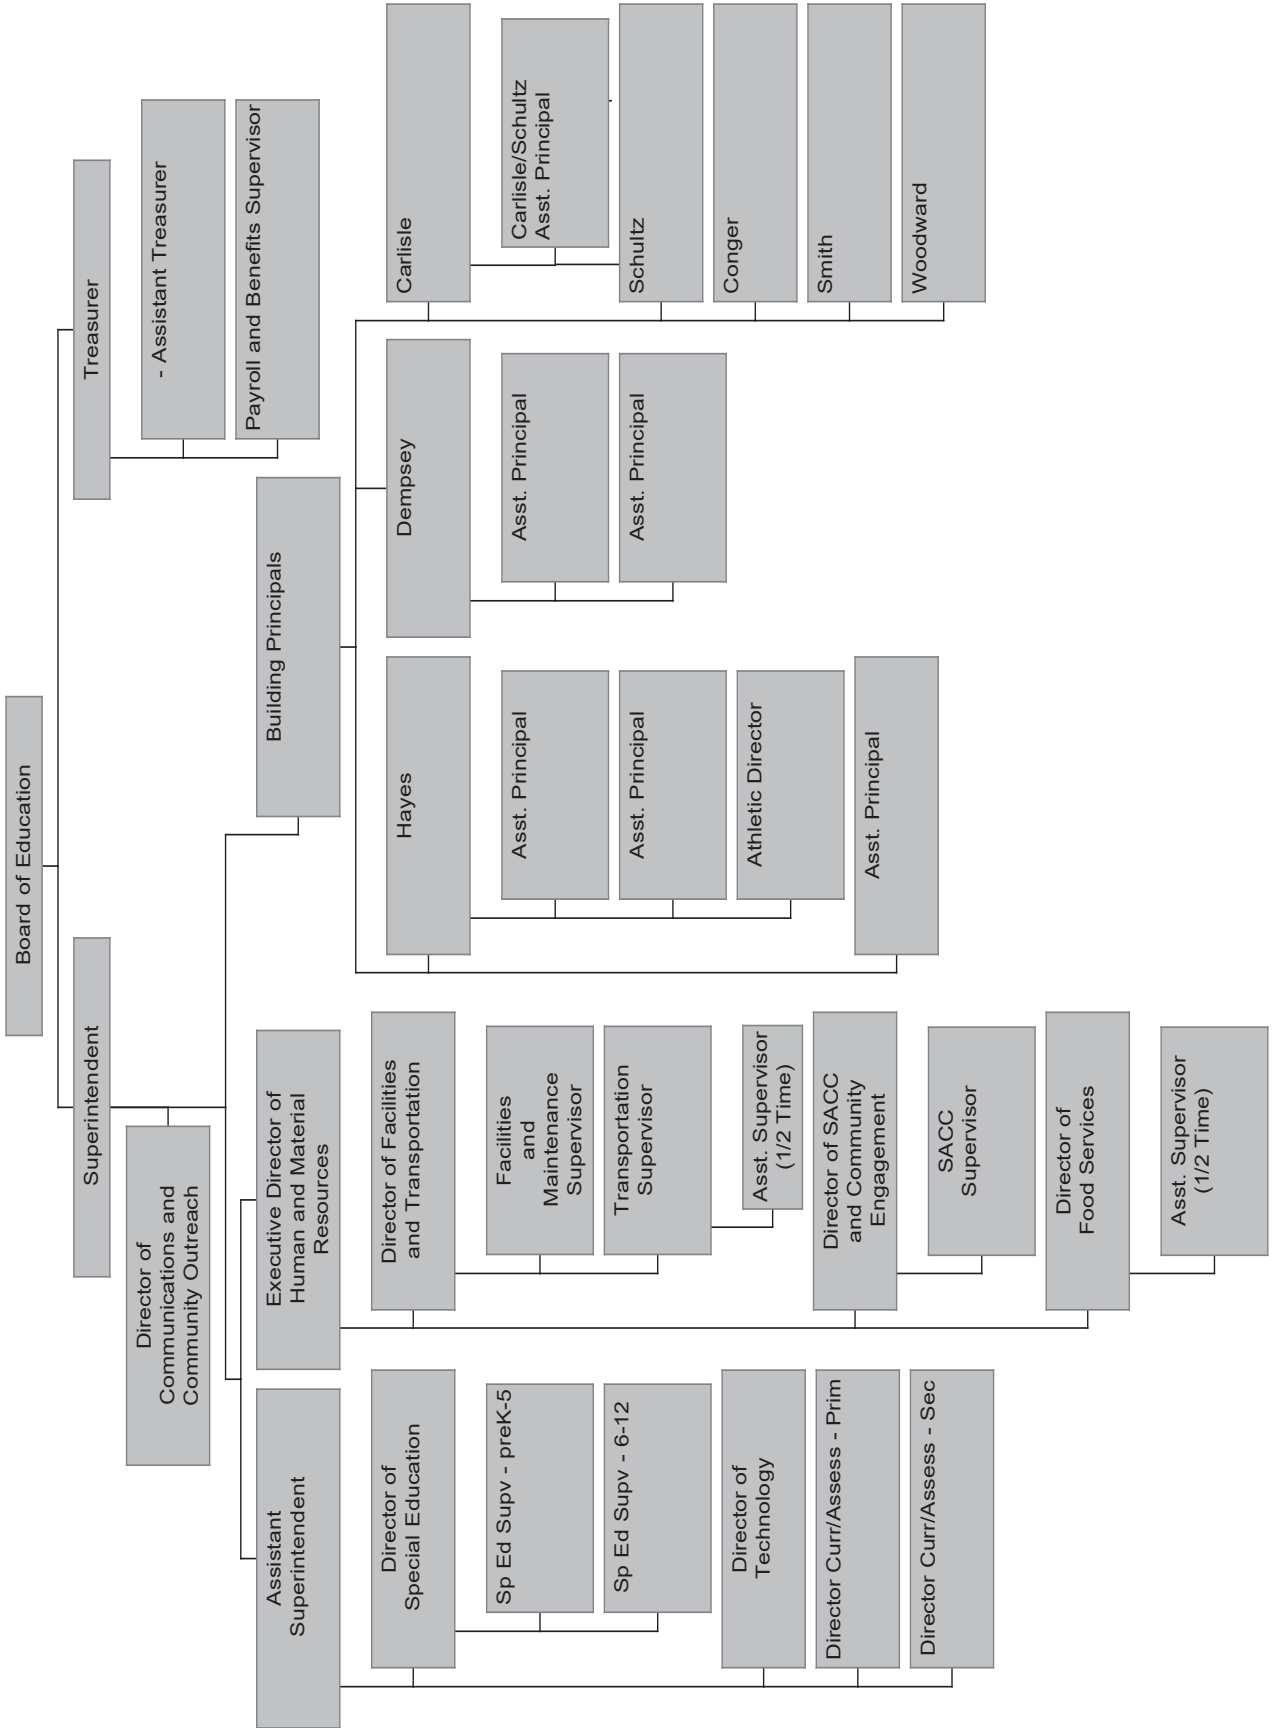 Board of Education
Superintendent
Treasurer
Director of
Communications and
Community Outreach
- Assistant Treasurer
Payroll and Benefits Supervisor
Assistant
Superintendent
Executive Director of
Human and Material
Resources
Building Principals
Director of
Special Education
Sp Ed Supv - preK-5
Sp Ed Supv - 6-12
Director of
Technology
Director Curr/Assess - Prim
Director Curr/Assess - Sec
Director of Facilities
and Transportation
Facilities
and
Maintenance
Supervisor
Transportation
Supervisor
Asst. Supervisor
(1/2 Time)
Director of SACC
and Community
Engagement
SACC
Supervisor
Director of
Food Services
Asst. Supervisor
(1/2 Time)
Hayes
Asst. Principal
Asst. Principal
Athletic Director
Asst. Principal
Dempsey
Asst. Principal
Asst. Principal
Carlisle
Carlisle/Schultz
Asst. Principal
Schultz
Conger
Smith
Woodward